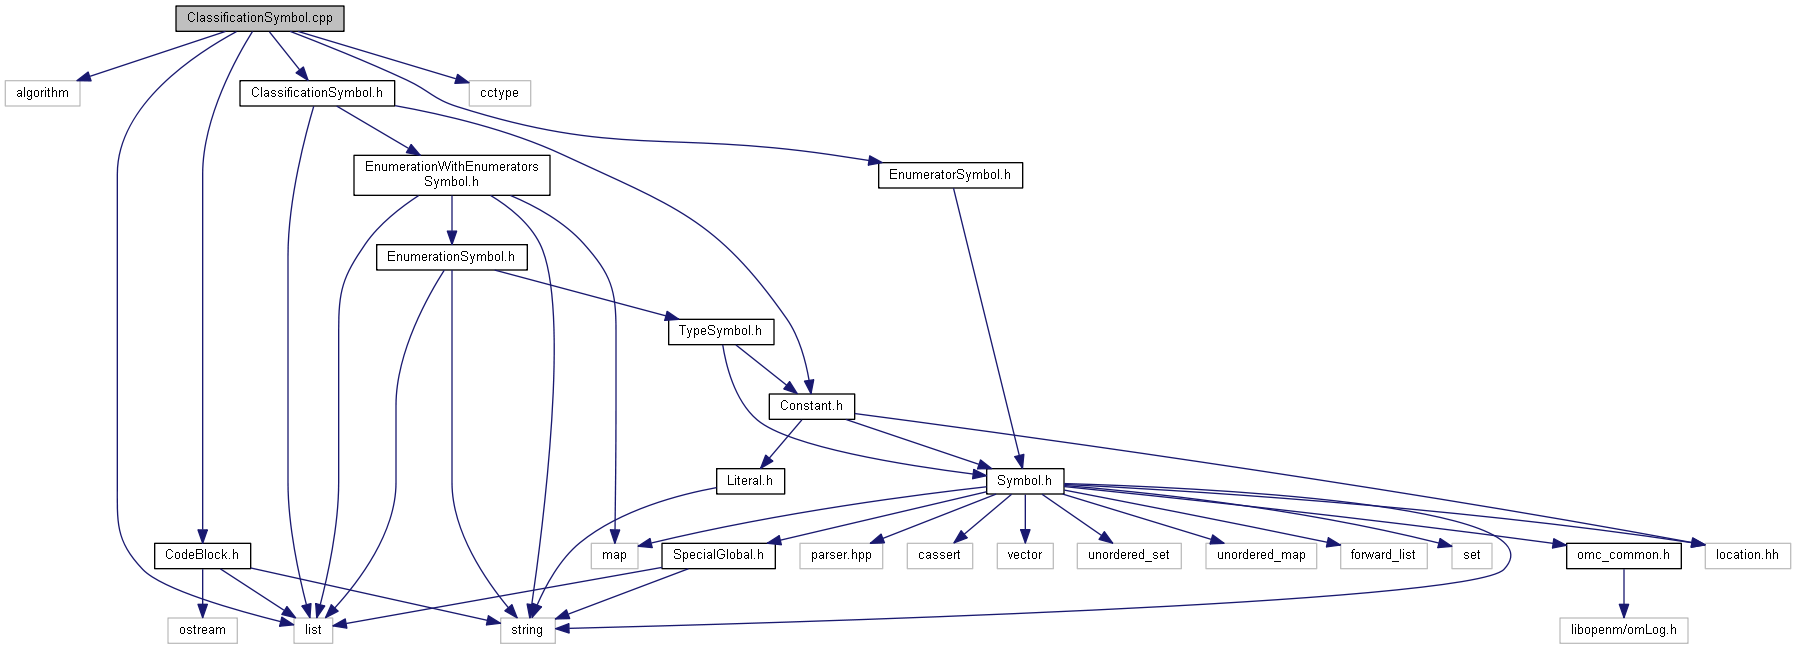 ClassificationSymbol.cpp
algorithm
ClassificationSymbol.h
cctype
EnumerationWithEnumerators
Symbol.h
EnumeratorSymbol.h
EnumerationSymbol.h
TypeSymbol.h
Constant.h
Literal.h
Symbol.h
CodeBlock.h
map
SpecialGlobal.h
parser.hpp
cassert
vector
unordered_set
unordered_map
forward_list
set
omc_common.h
location.hh
ostream
list
string
libopenm/omLog.h